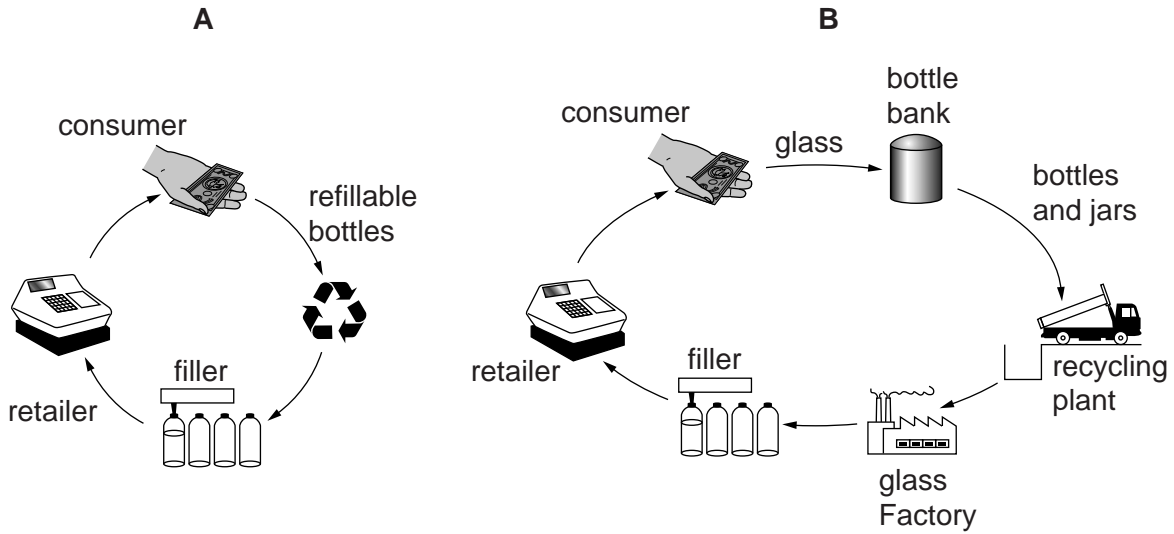 A
consumer
refillable
bottles
filler
retailer
B
consumer
glass
bottle
bank
bottles
and jars
recycling
plant
glass
Factory
filler
retailer